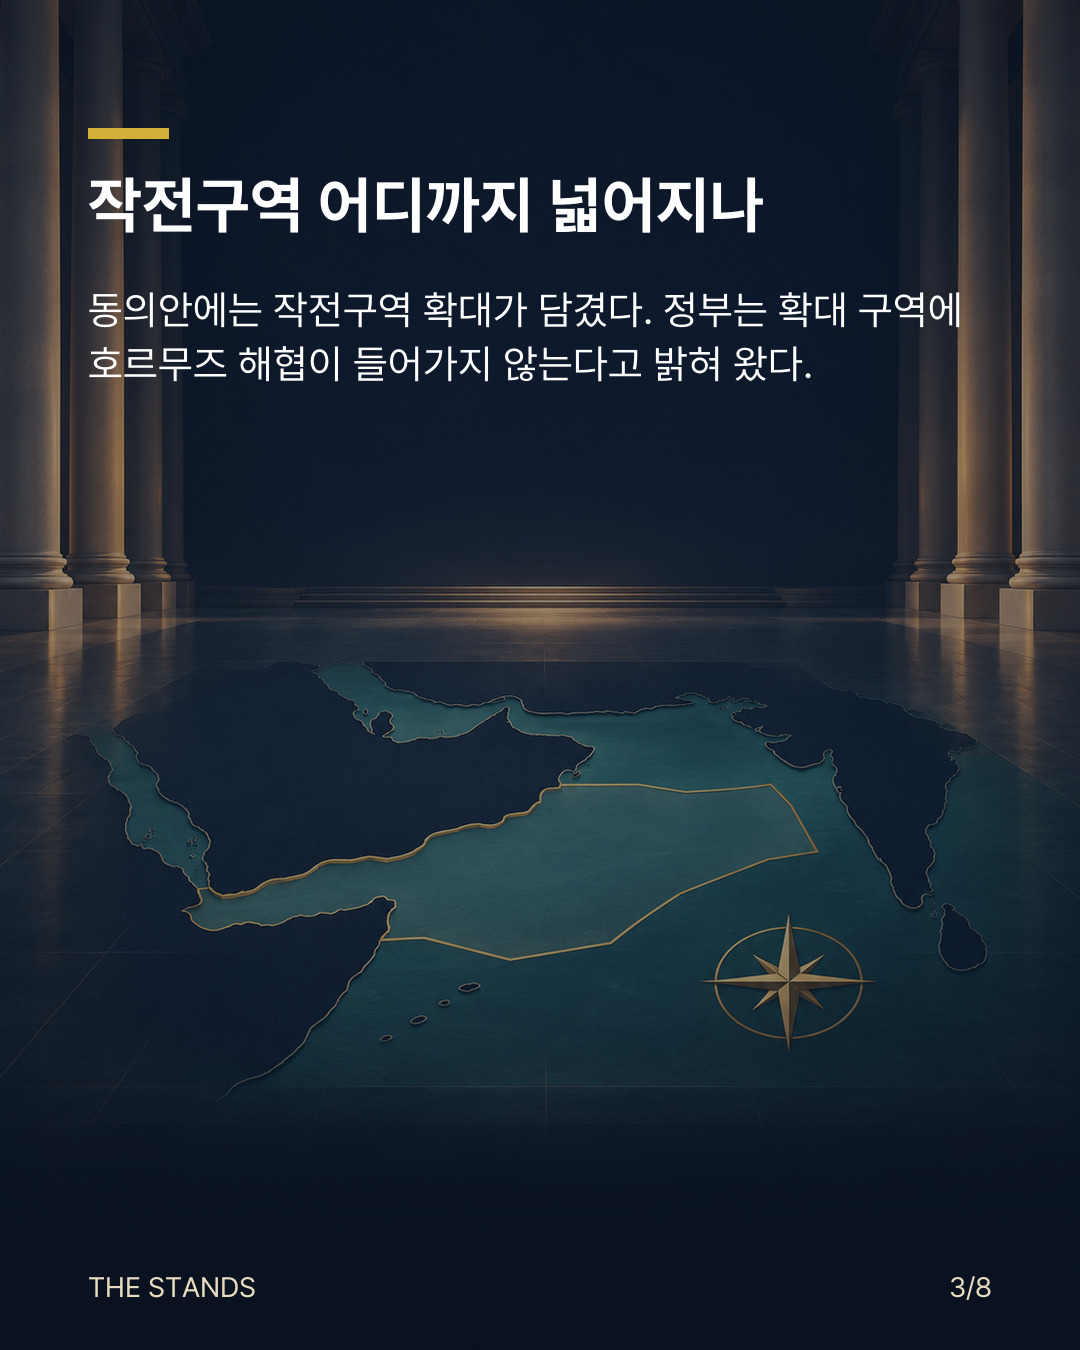 작전구역 어디까지 넓어지나
동의안에는 작전구역 확대가 담겼다. 정부는 확대 구역에
호르무즈 해협이 들어가지 않는다고 밝혀 왔다.
THE STANDS
3/8